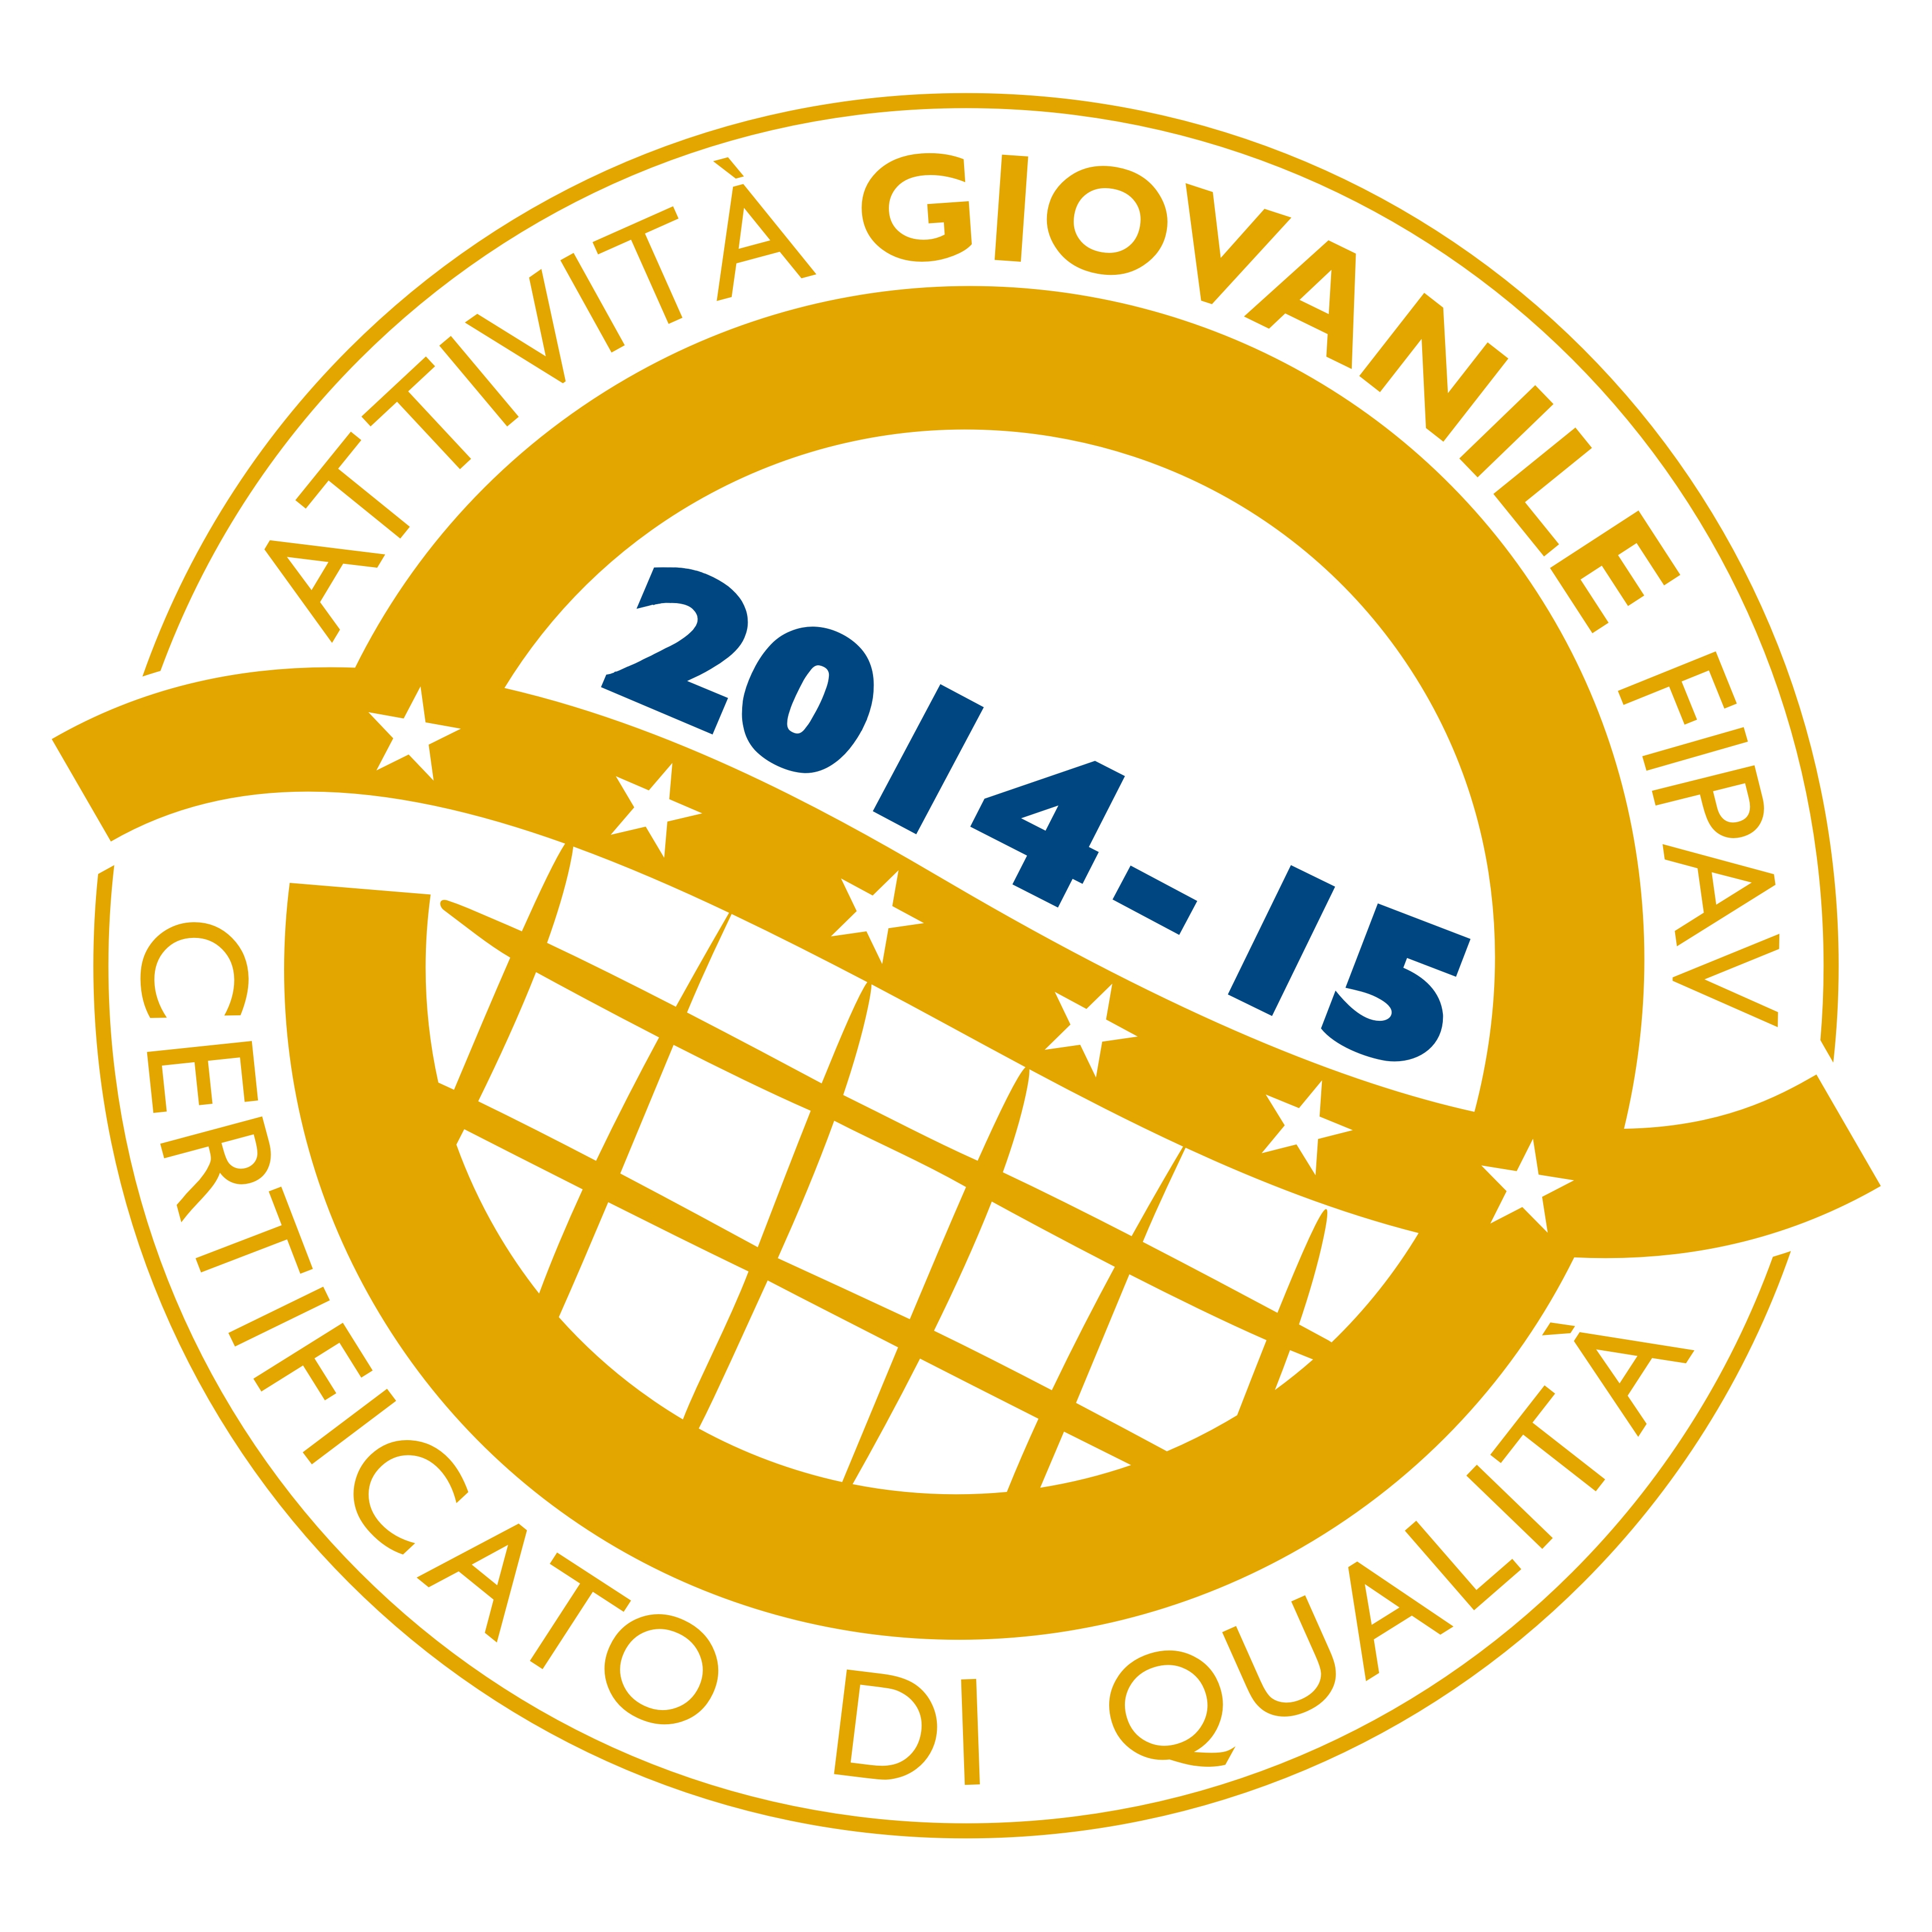 ATTIVITÀ GIOVANILE FIPAV
2014-15
CERTIFICATO DI QUALITÀ